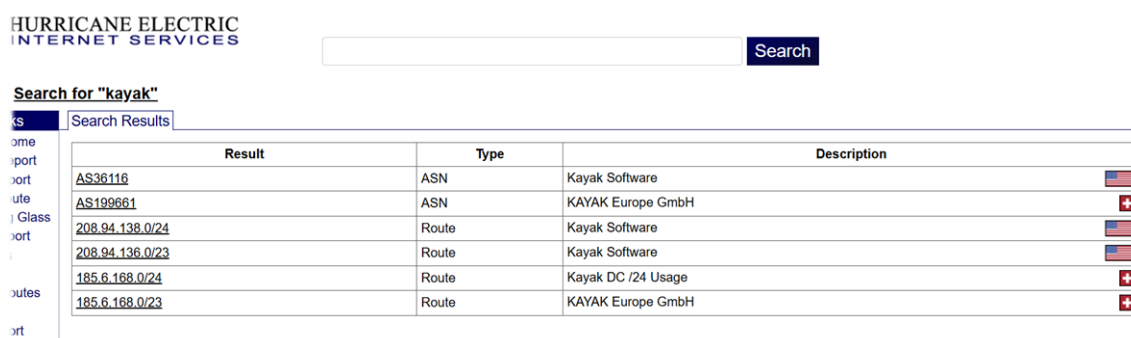 HURRICANE ELECTRIC
INTERNET SERVICES
Search
Search for "kayak"
Search Results
Result Type Description
AS36116 ASN Kayak Software
AS199661 ASN KAYAK Europe GmbH
Glass
208.94.138.0/24 Route Kayak Software
208.94.136.0/23 Route Kayak Software
185.6.168.0/24 Route Kayak DC /24 Usage
185.6.168.0/23 Route KAYAK Europe GmbH